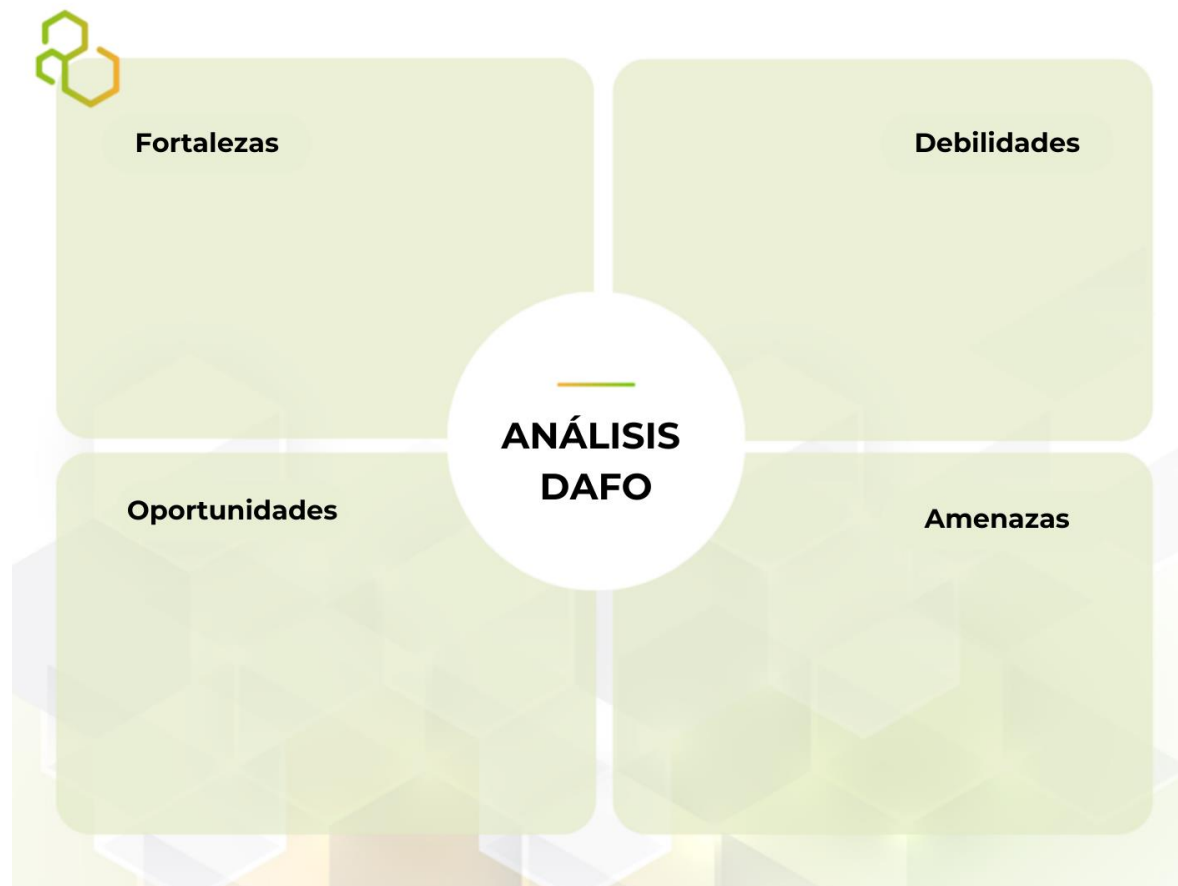 Fortalezas
Debilidades
ANÁLISIS
DAFO
Oportunidades
Amenazas